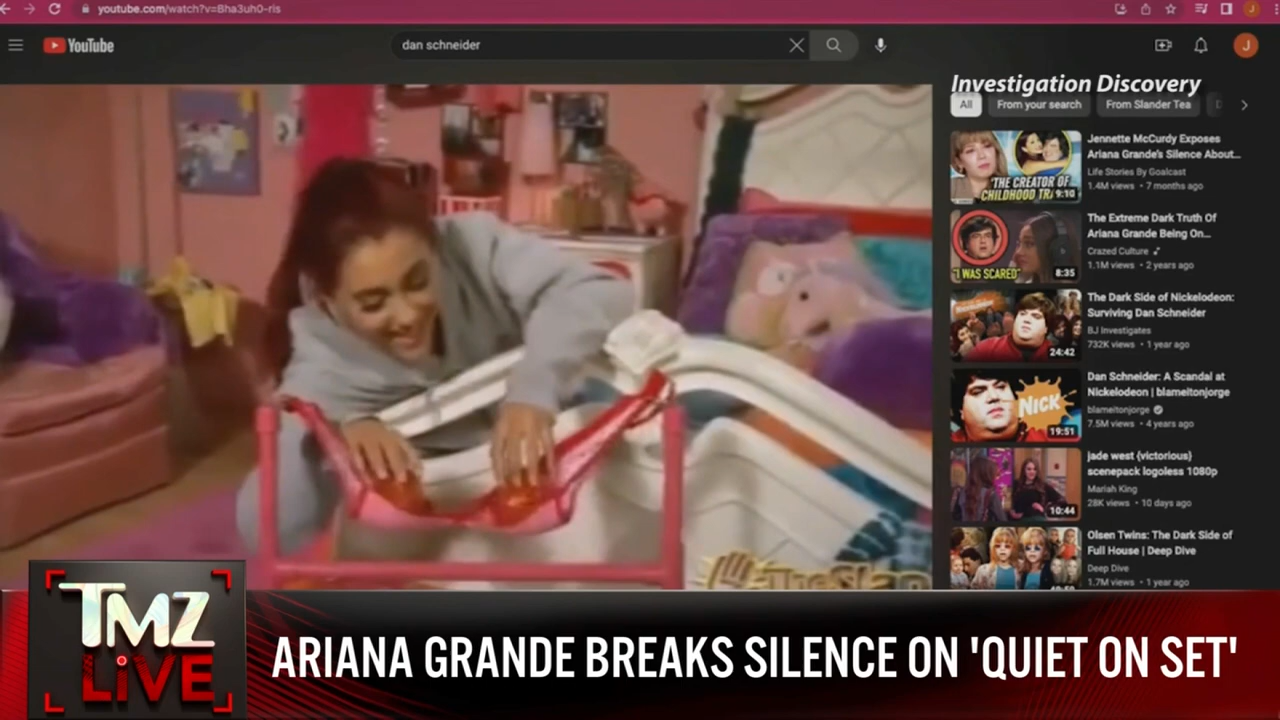 youtube.com/watch?v=Bha3uh0-ris
J
YouTube
dan schneider
J
Investigation Discovery
All
From your search
From Slander Tea
Jennette McCurdy Exposes
Ariana Grande's Silence About...
Life Stories By Goalcast
1.4M views • 7 months ago
"THE CREATOR OF
CHILDHOOD
9:10
The Extreme Dark Truth Of
Ariana Grande Being On...
Crazed Culture
1.1M views • 2 years ago
"I WAS SCARED"
8:35
The Dark Side of Nickelodeon:
Surviving Dan Schneider
BJ Investigates
732K views • 1 year ago
24:42
Dan Schneider: A Scandal at
Nickelodeon | blameitonjorge
blameitonjorge
7.5M views • 4 years ago
NICK
19:51
jade west {victorious}
scenepack logoless 1080p
Mariah King
28K views • 10 days ago
10:44
Olsen Twins: The Dark Side of
Full House | Deep Dive
Deep Dive
1.7M views • 1 year ago
TheSlap
TMZ
LIVE
ARIANA GRANDE BREAKS SILENCE ON 'QUIET ON SET'